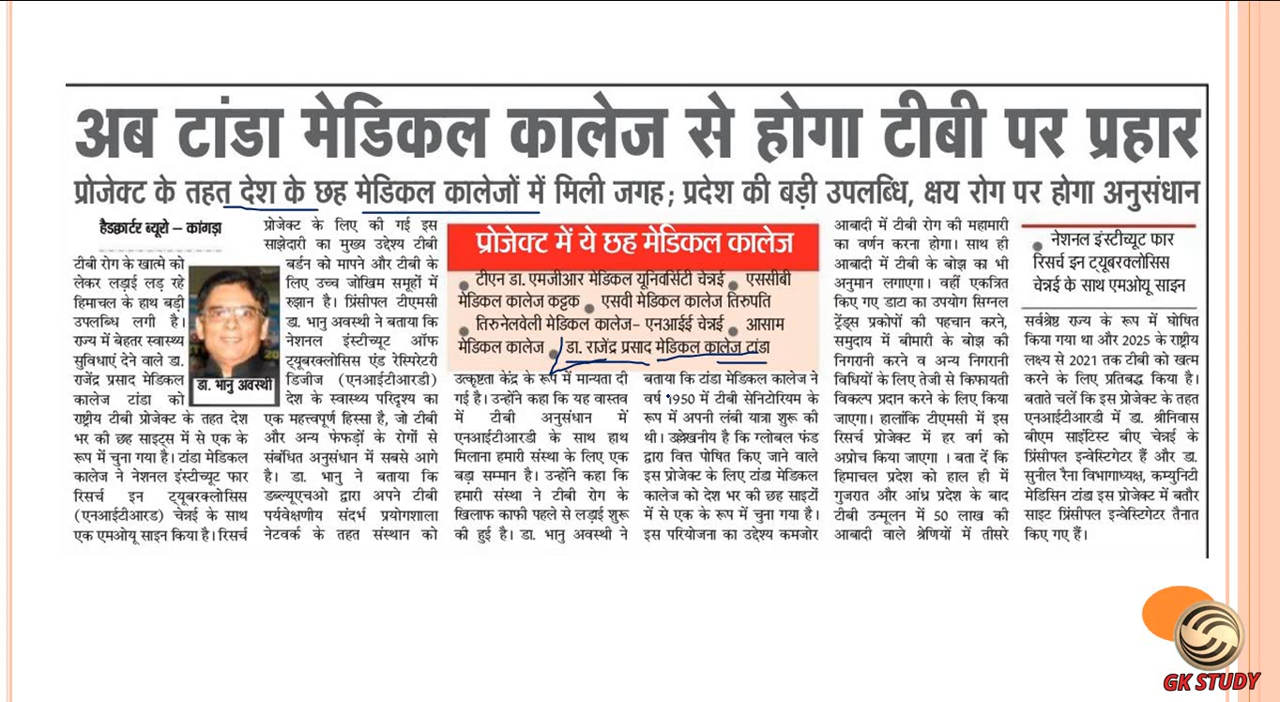 अब टांडा मेडिकल कालेज से होगा टीबी पर प्रहार
प्रोजेक्ट के तहत देश के छह मेडिकल कालेजों में मिली जगह; प्रदेश की बड़ी उपलब्धि, क्षय रोग पर होगा अनुसंधान
हैडक्वार्टर ब्यूरो – कांगड़ा
टीबी रोग के खात्मे को
लेकर लड़ाई लड़ रहे
हिमाचल के हाथ बड़ी
उपलब्धि लगी है।
राज्य में बेहतर स्वास्थ्य
सुविधाएं देने वाले डा.
राजेंद्र प्रसाद मेडिकल
कालेज टांडा को
राष्ट्रीय टीबी प्रोजेक्ट के तहत देश
भर की छह साइट्स में से एक के
रूप में चुना गया है। टांडा मेडिकल
कालेज ने नेशनल इंस्टीच्यूट फार
रिसर्च इन ट्यूबरक्लोसिस
(एनआईटीआरड) चेन्नई के साथ
एक एमओयू साइन किया है। रिसर्च
डा. भानु अवस्थी
प्रोजेक्ट के लिए की गई इस
साझेदारी का मुख्य उद्देश्य टीबी
बर्डन को मापने और टीबी के
लिए उच्च जोखिम समूहों में
रुझान है। प्रिंसीपल टीएमसी
डा. भानु अवस्थी ने बताया कि
नेशनल इंस्टीच्यूट ऑफ
ट्यूबरक्लोसिस एंड रेस्पिरेटरी
डिजीज (एनआईटीआरडी)
देश के स्वास्थ्य परिदृश्य का
एक महत्त्वपूर्ण हिस्सा है, जो टीबी
और अन्य फेफड़ों के रोगों से
संबंधित अनुसंधान में सबसे आगे
है। डा. भानु ने बताया कि
डब्ल्यूएचओ द्वारा अपने टीबी
पर्यवेक्षणीय संदर्भ प्रयोगशाला
नेटवर्क के तहत संस्थान को
प्रोजेक्ट में ये छह मेडिकल कालेज
● टीएन डा. एमजीआर मेडिकल यूनिवर्सिटी चेन्नई ● एससीबी
मेडिकल कालेज कट्टक ● एसवी मेडिकल कालेज तिरुपति
● तिरुनेलवेली मेडिकल कालेज- एनआईई चेन्नई ● आसाम
मेडिकल कालेज ● डा. राजेंद्र प्रसाद मेडिकल कालेज टांडा
उत्कृष्टता केंद्र के रूप में मान्यता दी
गई है। उन्होंने कहा कि यह वास्तव
में टीबी अनुसंधान में
एनआईटीआरडी के साथ हाथ
मिलाना हमारी संस्था के लिए एक
बड़ा सम्मान है। उन्होंने कहा कि
हमारी संस्था ने टीबी रोग के
खिलाफ काफी पहले से लड़ाई शुरू
की हुई है। डा. भानु अवस्थी ने
बताया कि टांडा मेडिकल कालेज ने
वर्ष 1950 में टीबी सेनिटोरियम के
रूप में अपनी लंबी यात्रा शुरू की
थी। उल्लेखनीय है कि ग्लोबल फंड
द्वारा वित्त पोषित किए जाने वाले
इस प्रोजेक्ट के लिए टांडा मेडिकल
कालेज को देश भर की छह साइटों
में से एक के रूप में चुना गया है।
इस परियोजना का उद्देश्य कमजोर
आबादी में टीबी रोग की महामारी
का वर्णन करना होगा। साथ ही
आबादी में टीबी के बोझ का भी
अनुमान लगाएगा। वहीं एकत्रित
किए गए डाटा का उपयोग सिग्नल
ट्रेंड्स प्रकोपों की पहचान करने,
समुदाय में बीमारी के बोझ की
निगरानी करने व अन्य निगरानी
विधियों के लिए तेजी से किफायती
विकल्प प्रदान करने के लिए किया
जाएगा। हालांकि टीएमसी में इस
रिसर्च प्रोजेक्ट में हर वर्ग को
अप्रोच किया जाएगा । बता दें कि
हिमाचल प्रदेश को हाल ही में
गुजरात और आंध्र प्रदेश के बाद
टीबी उन्मूलन में 50 लाख की
आबादी वाले श्रेणियों में तीसरे
● नेशनल इंस्टीच्यूट फार
रिसर्च इन ट्यूबरक्लोसिस
चेन्नई के साथ एमओयू साइन
सर्वश्रेष्ठ राज्य के रूप में घोषित
किया गया था और 2025 के राष्ट्रीय
लक्ष्य से 2021 तक टीबी को खत्म
करने के लिए प्रतिबद्ध किया है।
बताते चलें कि इस प्रोजेक्ट के तहत
एनआईटीआरडी में डा. श्रीनिवास
बीएम साइंटिस्ट बीए चेन्नई के
प्रिंसिपल इन्वेस्टिगेटर हैं और डा.
सुनील रैना विभागाध्यक्ष, कम्युनिटी
मेडिसिन टांडा इस प्रोजेक्ट में बतौर
साइट प्रिंसीपल इन्वेस्टिगेटर तैनात
किए गए हैं।
GK STUDY